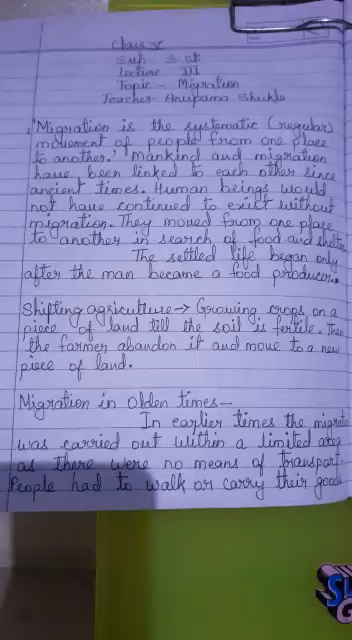 Class V
Sub S.st
Lecture III
Topic - Migration
Teacher- Anupama Shukla
"Migration is the systematic (regular)
movement of people from one place
to another." Mankind and migration
have been linked to each other since
ancient times. Human beings would
not have continued to exist without
migration. They moved from one place
to another in search of food and shelter
The settled life began only
after the man became a food producer.
Shifting agriculture → Growing crops on a
piece of land till the soil is fertile. Then
the farmer abandon it and move to a new
piece of land.
Migration in Olden times—
In earlier times the migrati
was carried out within a limited area
as there were no means of transport.
People had to walk or carry their goods